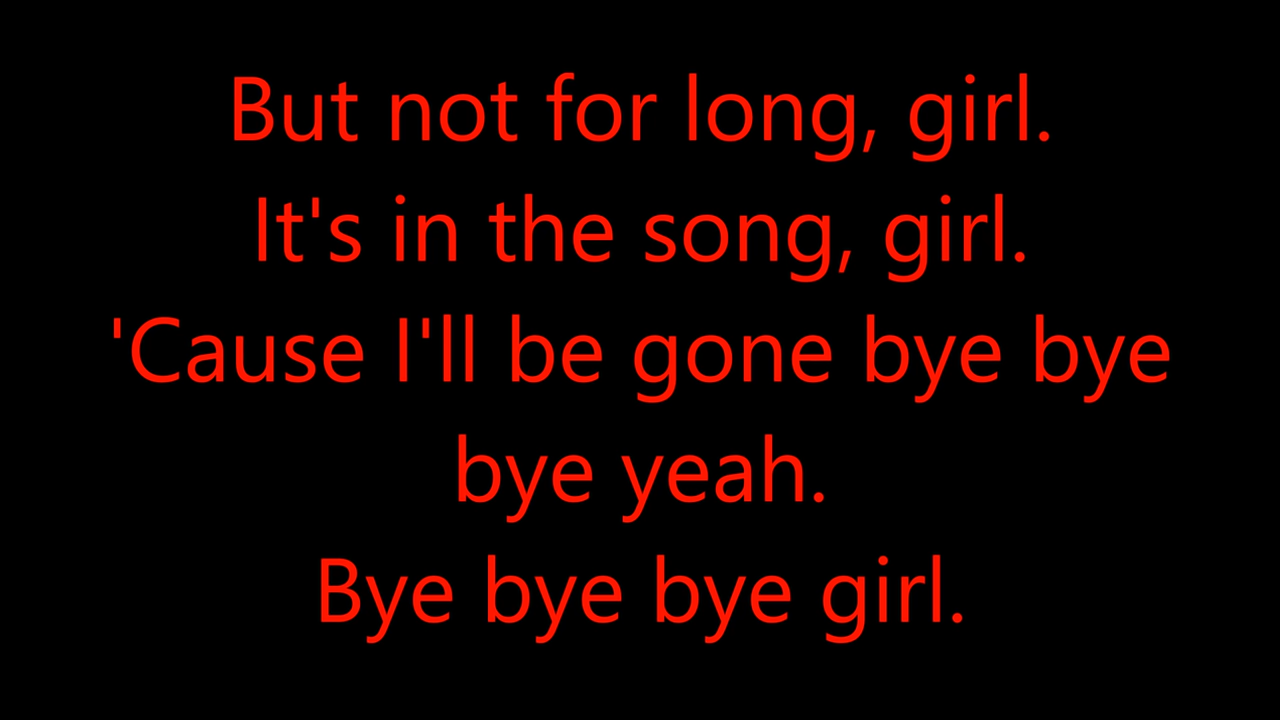 But not for long, girl.
It's in the song, girl.
'Cause I'll be gone bye bye
bye yeah.
Bye bye bye girl.